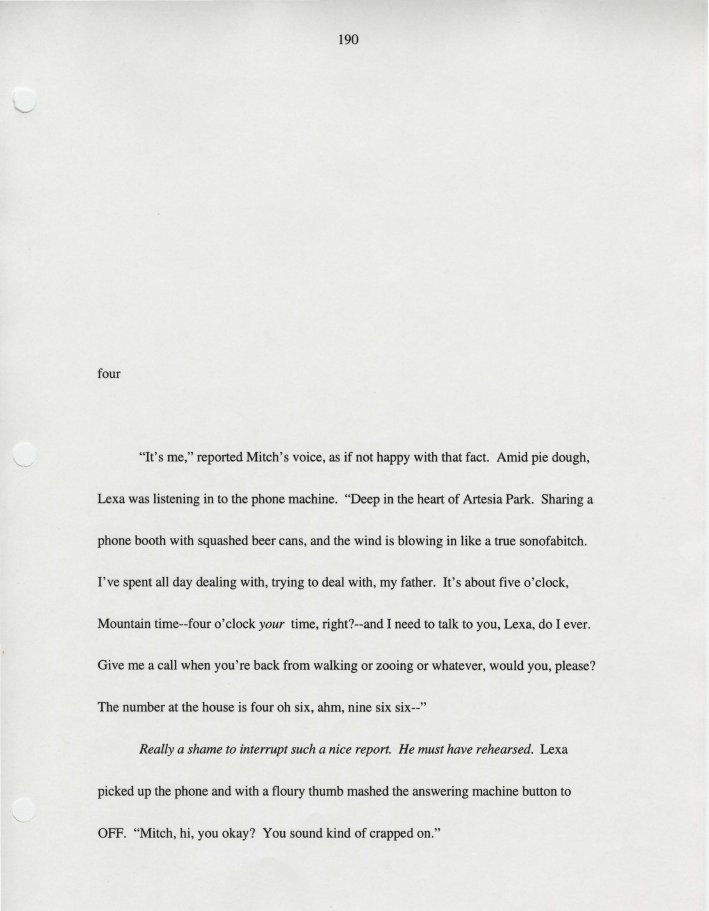 190
four
“It’s me,” reported Mitch’s voice, as if not happy with that fact.  Amid pie dough,
Lexa was listening in to the phone machine.  “Deep in the heart of Artesia Park.  Sharing a
phone booth with squashed beer cans, and the wind is blowing in like a true sonofabitch.
I’ve spent all day dealing with, trying to deal with, my father.  It’s about five o’clock,
Mountain time--four o’clock your time, right?--and I need to talk to you, Lexa, do I ever.
Give me a call when you’re back from walking or zooing or whatever, would you, please?
The number at the house is four oh six, ahm, nine six six--”
Really a shame to interrupt such a nice report.  He must have rehearsed.  Lexa
picked up the phone and with a floury thumb mashed the answering machine button to
OFF.  “Mitch, hi, you okay?  You sound kind of crapped on.”